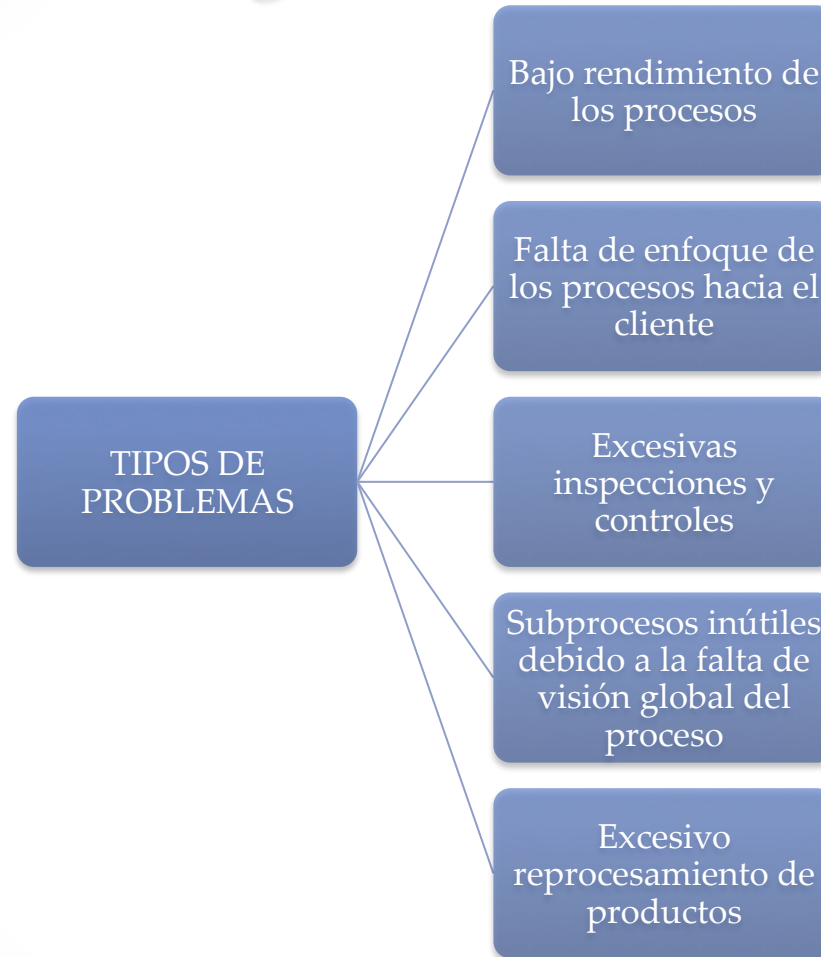 Bajo rendimiento de
los procesos
Falta de enfoque de
los procesos hacia el
cliente
TIPOS DE
PROBLEMAS
Excesivas
inspecciones y
controles
Subprocesos inútiles
debido a la falta de
visión global del
proceso
Excesivo
reprocesamiento de
productos